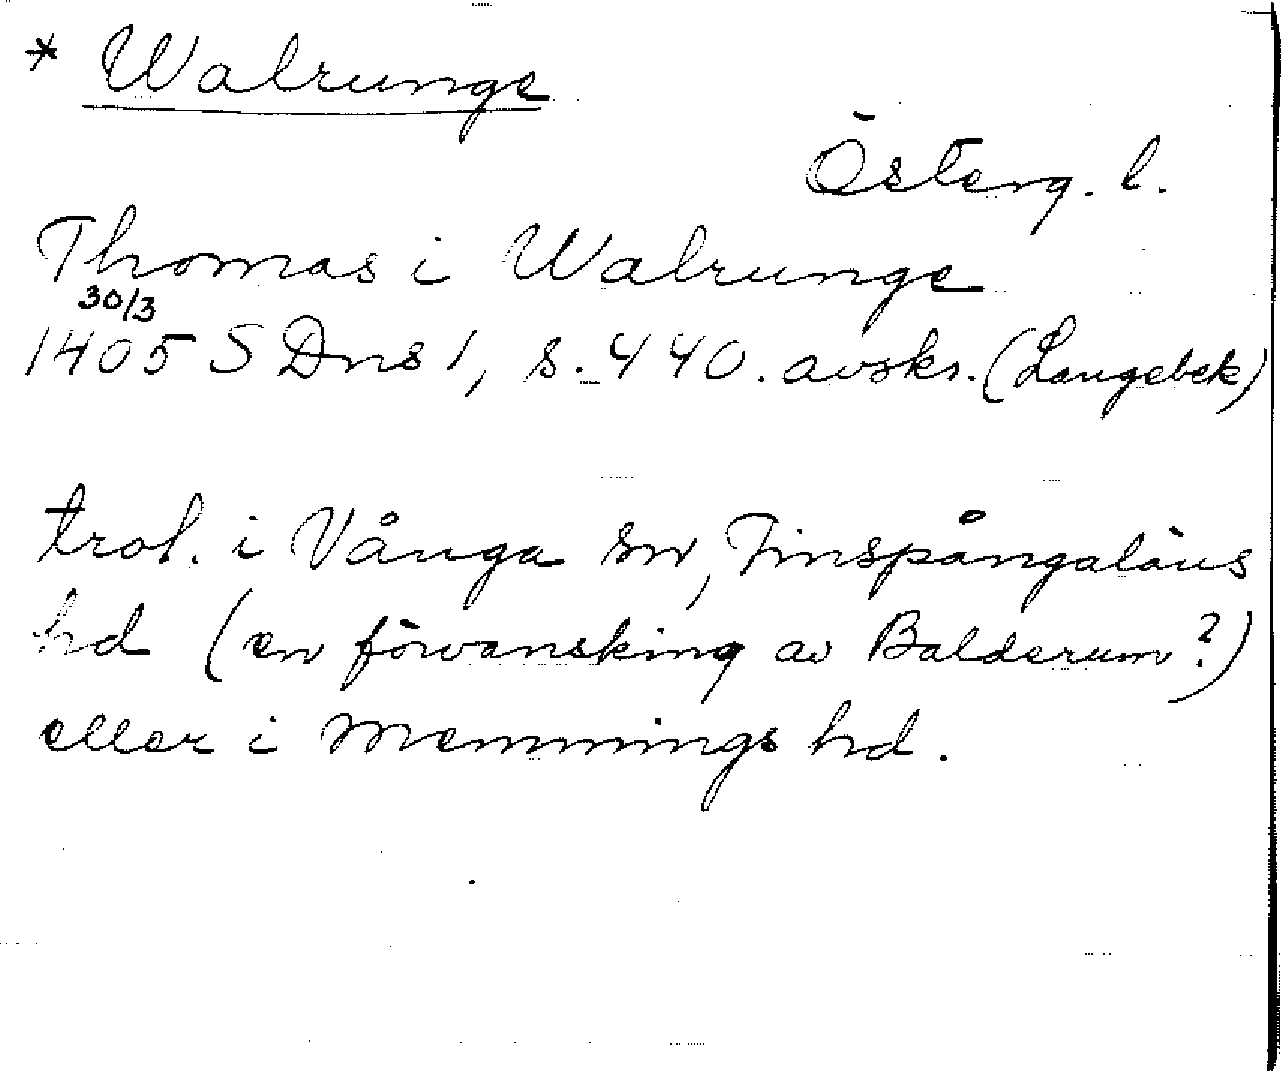 * Walrunge
Österg. l.
Thomas i Walrunge
30/3
1405 SDns 1, s. 440. avskr. (Langebek)
trol. i Vånga sn, Finspångaläns
hd (en förvanskning av Balderum?)
eller i Memmings hd.